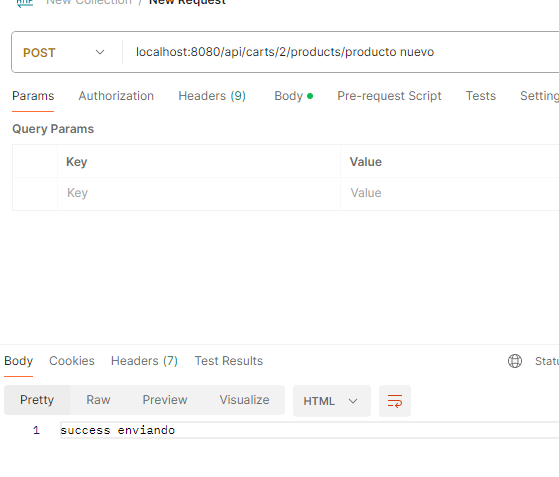 HTTP New Collection / New Request
POST localhost:8080/api/carts/2/products/producto nuevo
Params Authorization Headers (9) Body Pre-request Script Tests Setting
Query Params
Key Value
Key Value
Body Cookies Headers (7) Test Results Statu
Pretty Raw Preview Visualize HTML
1 success enviando